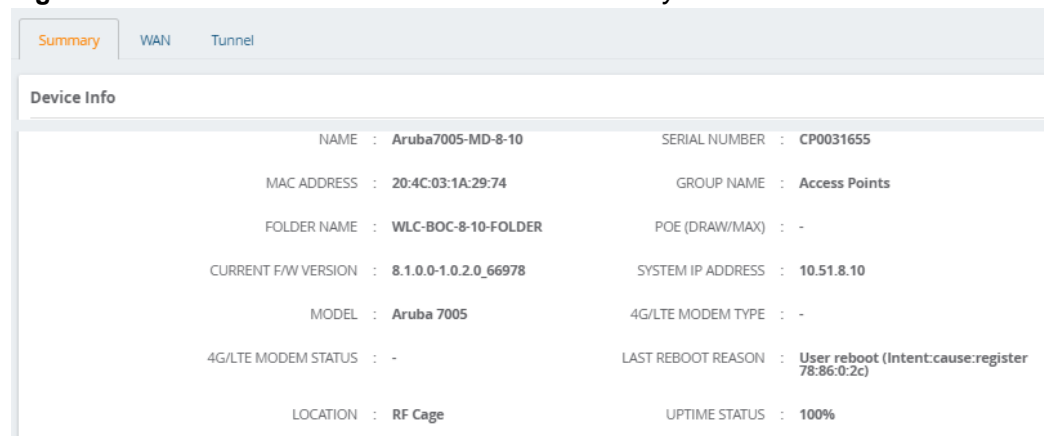 Summary WAN Tunnel
Device Info
NAME : Aruba7005-MD-8-10 SERIAL NUMBER : CP0031655
MAC ADDRESS : 20:4C:03:1A:29:74 GROUP NAME : Access Points
FOLDER NAME : WLC-BOC-8-10-FOLDER POE (DRAW/MAX) : -
CURRENT F/W VERSION : 8.1.0.0-1.0.2.0_66978 SYSTEM IP ADDRESS : 10.51.8.10
MODEL : Aruba 7005 4G/LTE MODEM TYPE : -
4G/LTE MODEM STATUS : - LAST REBOOT REASON : User reboot (Intent:cause:register
78:86:0:2c)
LOCATION : RF Cage UPTIME STATUS : 100%